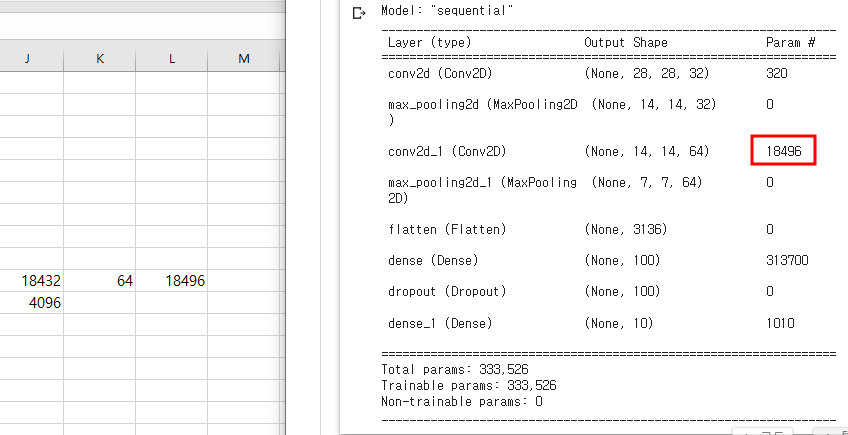 J K L M
18432 64 18496
4096
Model: "sequential"
Layer (type) Output Shape Param #
conv2d (Conv2D) (None, 28, 28, 32) 320
max_pooling2d (MaxPooling2D (None, 14, 14, 32) 0
)
conv2d_1 (Conv2D) (None, 14, 14, 64) 18496
max_pooling2d_1 (MaxPooling (None, 7, 7, 64) 0
2D)
flatten (Flatten) (None, 3136) 0
dense (Dense) (None, 100) 313700
dropout (Dropout) (None, 100) 0
dense_1 (Dense) (None, 10) 1010
Total params: 333,526
Trainable params: 333,526
Non-trainable params: 0